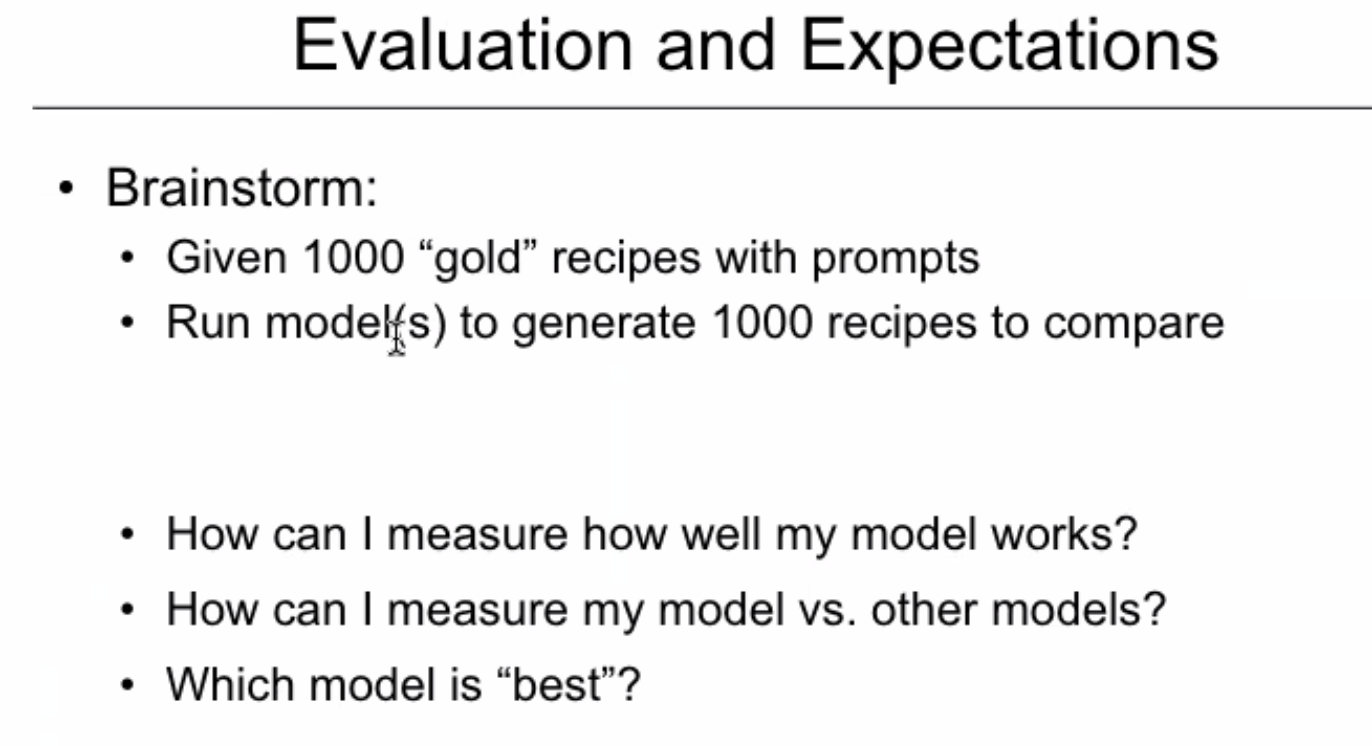 Evaluation and Expectations
• Brainstorm:
• Given 1000 “gold” recipes with prompts
• Run model(s) to generate 1000 recipes to compare
• How can I measure how well my model works?
• How can I measure my model vs. other models?
• Which model is “best”?